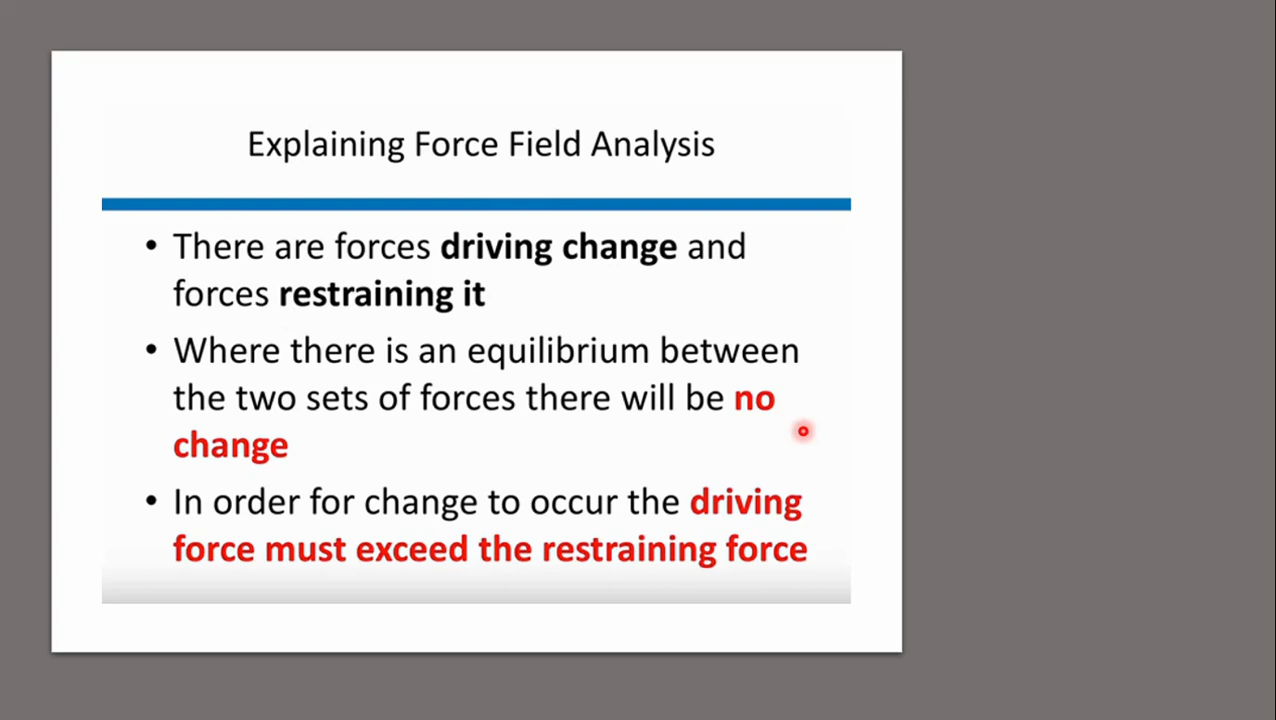 Explaining Force Field Analysis
• There are forces driving change and
forces restraining it
• Where there is an equilibrium between
the two sets of forces there will be no
change
• In order for change to occur the driving
force must exceed the restraining force